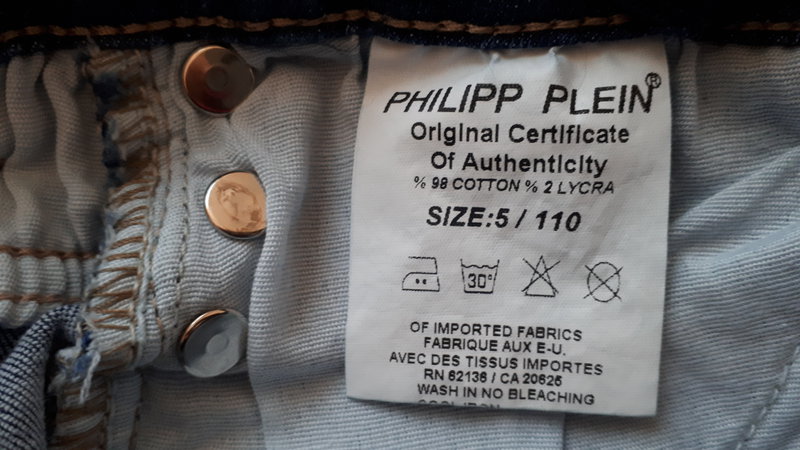 PHILIPP PLEIN®
Original Certificate
Of Authenticity
% 98 COTTON % 2 LYCRA
SIZE:5 / 110
30°
OF IMPORTED FABRICS
FABRIQUE AUX E-U.
AVEC DES TISSUS IMPORTES
RN 62136 / CA 20625
WASH IN NO BLEACHING